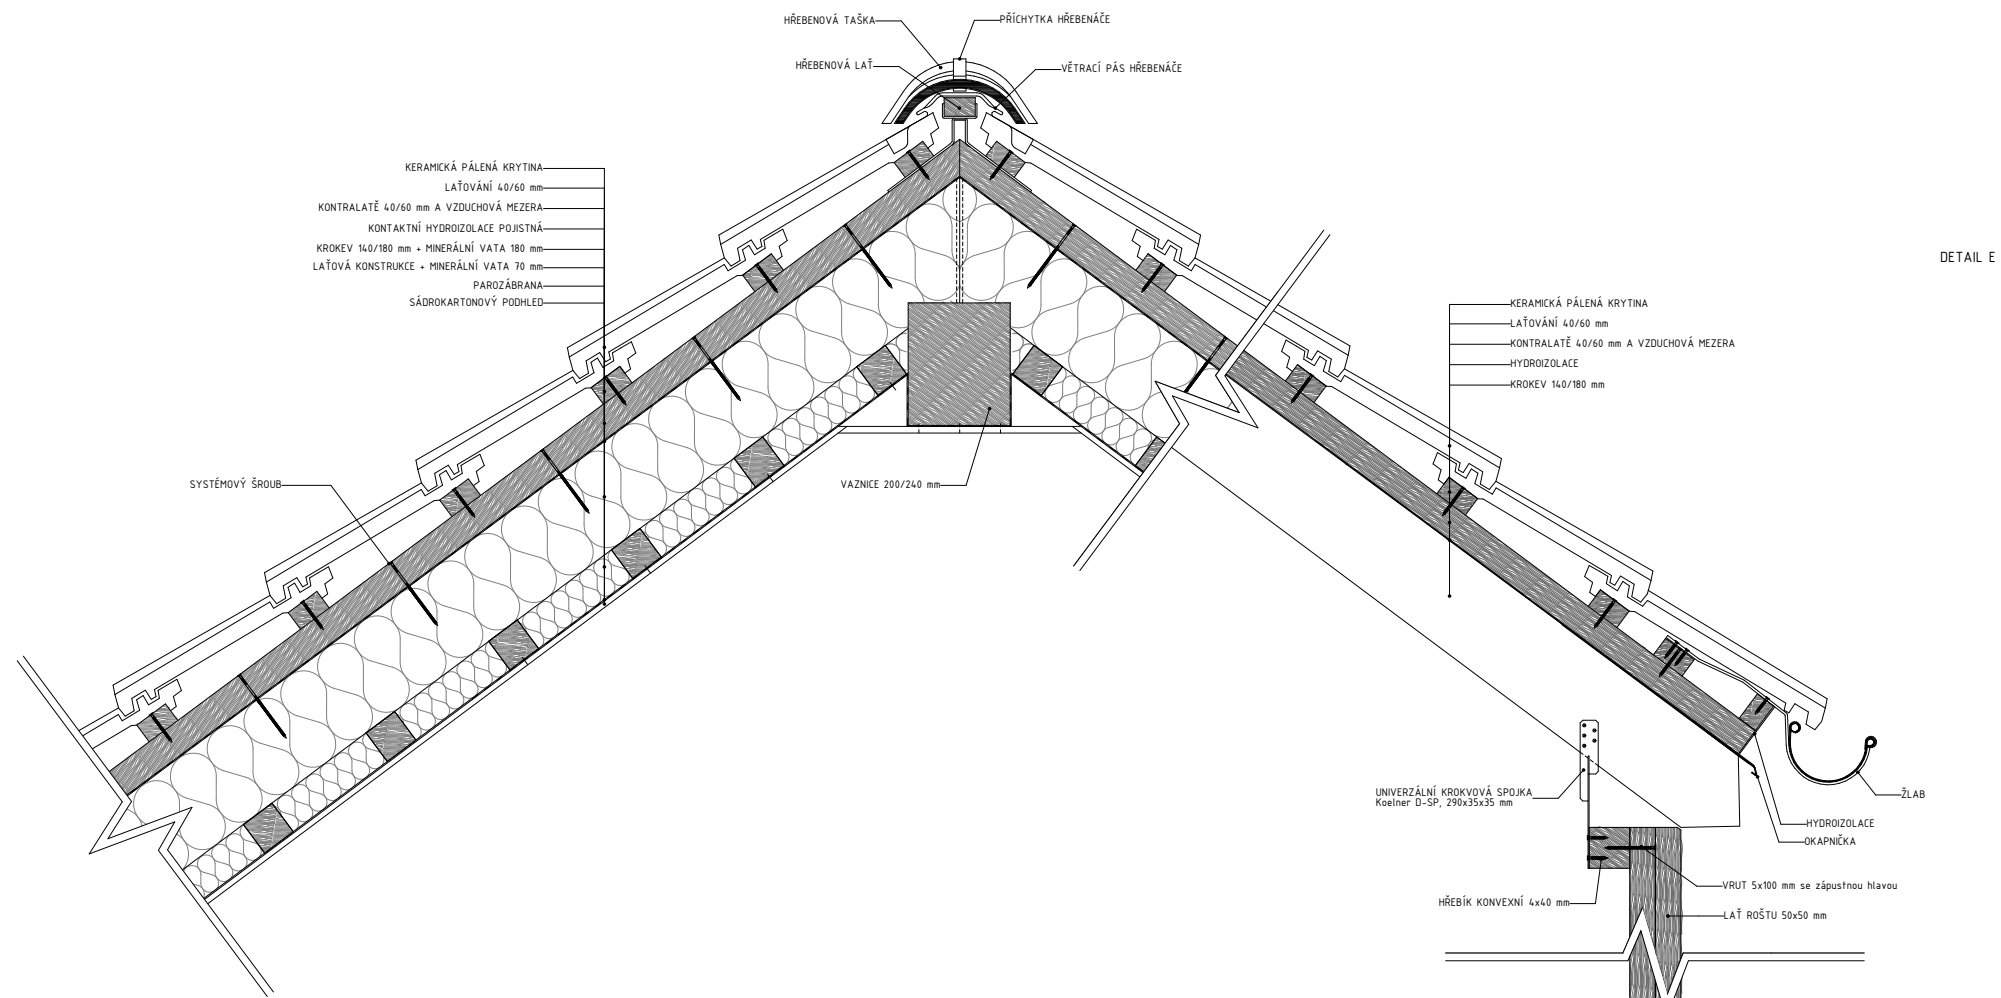 HŘEBENOVÁ TAŠKA
PŘÍCHYTKA HŘEBENÁČE
HŘEBENOVÁ LAŤ
VĚTRACÍ PÁS HŘEBENÁČE
KERAMICKÁ PÁLENÁ KRYTINA
LAŤOVÁNÍ 40/60 mm
KONTRALATĚ 40/60 mm A VZDUCHOVÁ MEZERA
KONTAKTNÍ HYDROIZOLACE POJISTNÁ
KROKEV 140/180 mm + MINERÁLNÍ VATA 180 mm
LAŤOVÁ KONSTRUKCE + MINERÁLNÍ VATA 70 mm
PAROZÁBRANA
SÁDROKARTONOVÝ PODHLED
DETAIL E
KERAMICKÁ PÁLENÁ KRYTINA
LAŤOVÁNÍ 40/60 mm
KONTRALATĚ 40/60 mm A VZDUCHOVÁ MEZERA
HYDROIZOLACE
KROKEV 140/180 mm
SYSTÉMOVÝ ŠROUB
VAZNICE 200/240 mm
UNIVERZÁLNÍ KROKVOVÁ SPOJKA
Koelner D-SP, 290x35x35 mm
ŽLAB
HYDROIZOLACE
OKAPNIČKA
VRUT 5x100 mm se zápustnou hlavou
HŘEBÍK KONVEXNÍ 4x40 mm
LAŤ ROŠTU 50x50 mm